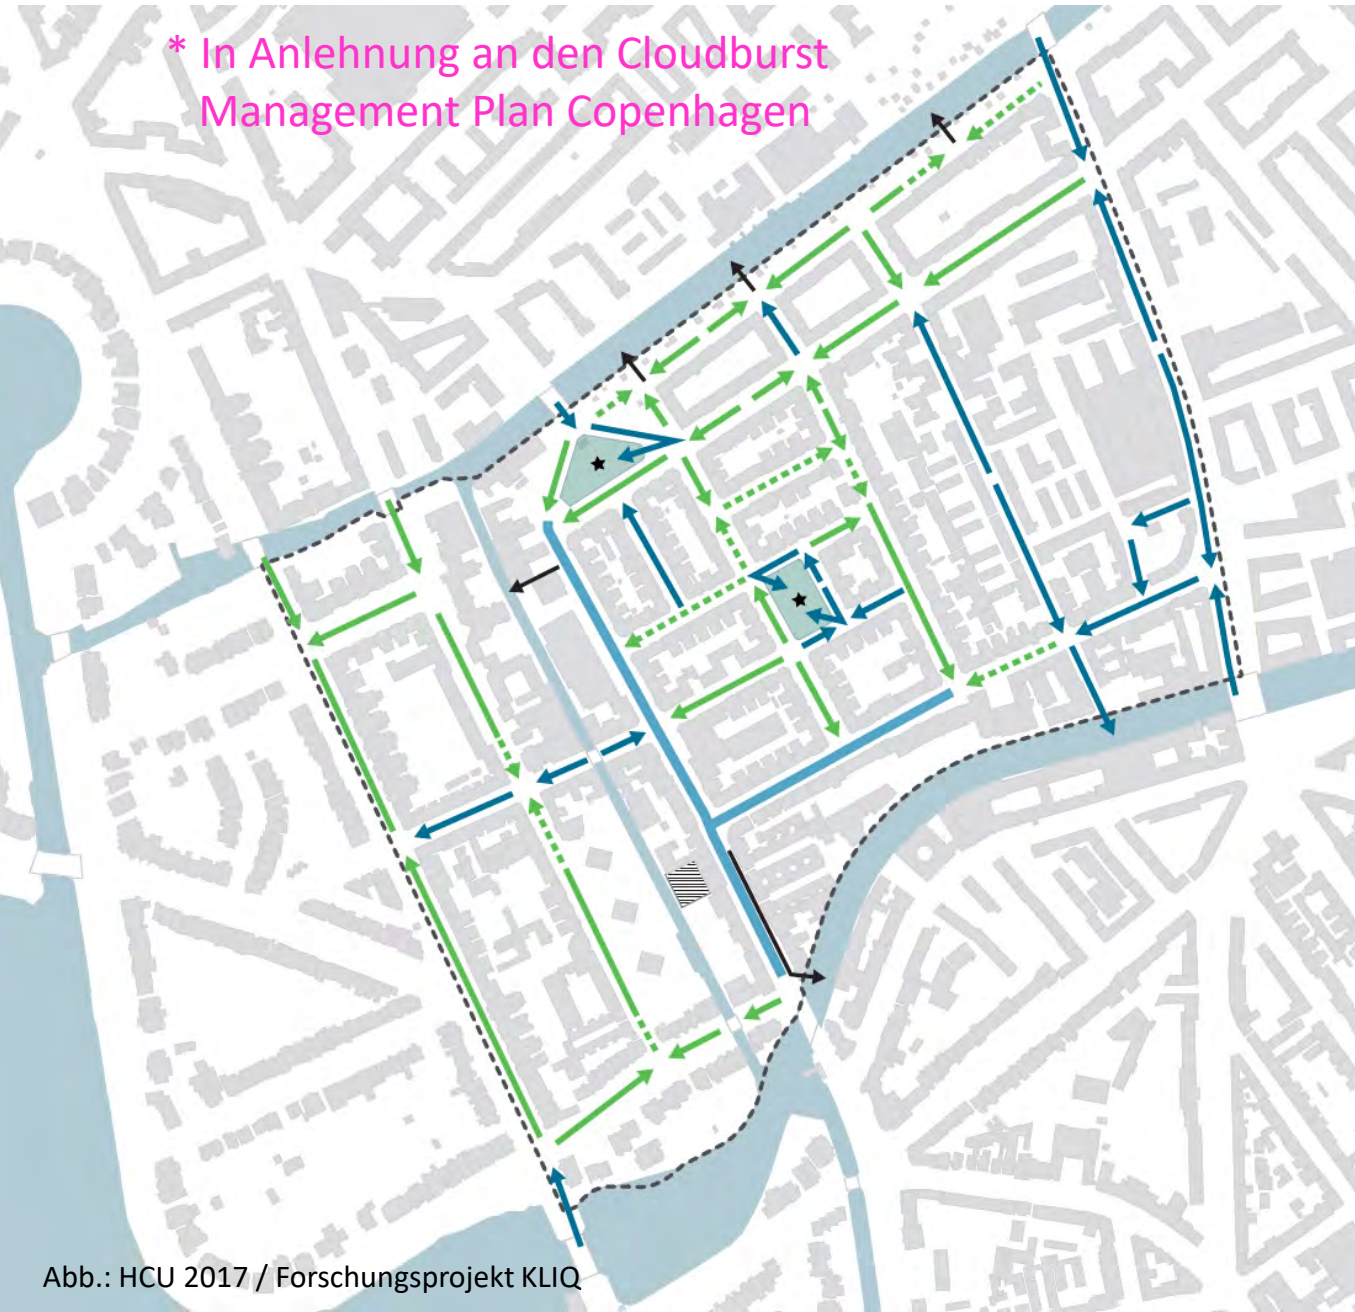 * In Anlehnung an den Cloudburst
Management Plan Copenhagen
Abb.: HCU 2017 / Forschungsprojekt KLIQ